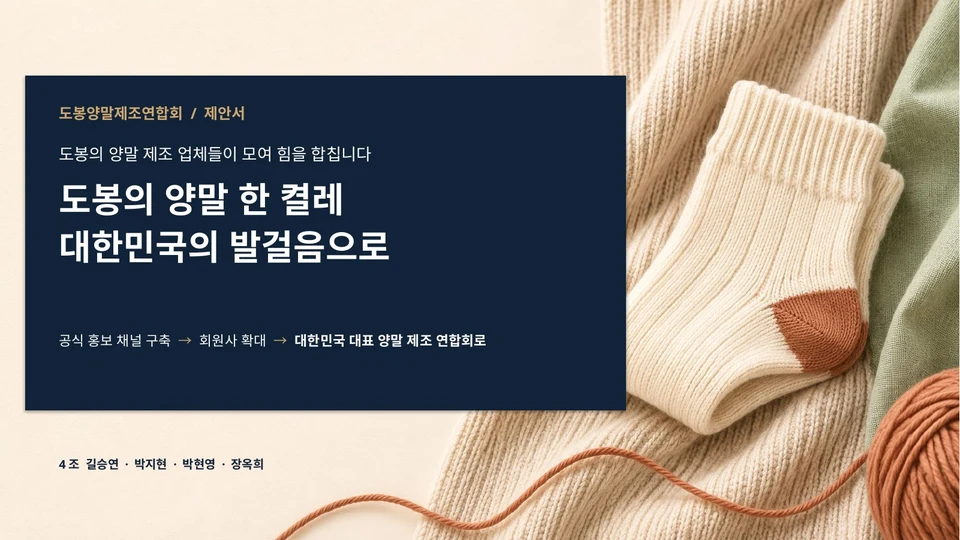 도봉양말제조연합회 / 제안서
도봉의 양말 제조 업체들이 모여 힘을 합칩니다
도봉의 양말 한 켤레
대한민국의 발걸음으로
공식 홍보 채널 구축 → 회원사 확대 → 대한민국 대표 양말 제조 연합회로
4조 길승연 · 박지현 · 박현영 · 장옥희